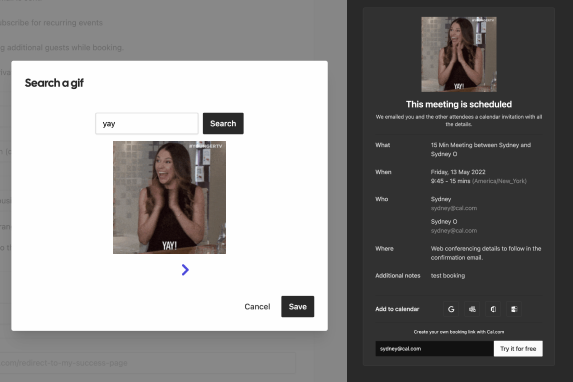 ubscribe for recurring events
ng additional guests while booking.
Search a gif
yay
Search
YOUNGERTV
YAY!
Cancel
Save
.com/redirect-to-my-success-page
YOUNGERTV
YAY!
This meeting is scheduled
We emailed you and the other attendees a calendar invitation with all
the details.
What
15 Min Meeting between Sydney and
Sydney O
When
Friday, 13 May 2022
9:45 - 15 mins (America/New_York)
Who
Sydney
sydney@cal.com
Sydney O
sydney@cal.com
Where
Web conferencing details to follow in the
confirmation email.
Additional notes
test booking
Add to calendar
Create your own booking link with Cal.com
sydney@cal.com
Try it for free